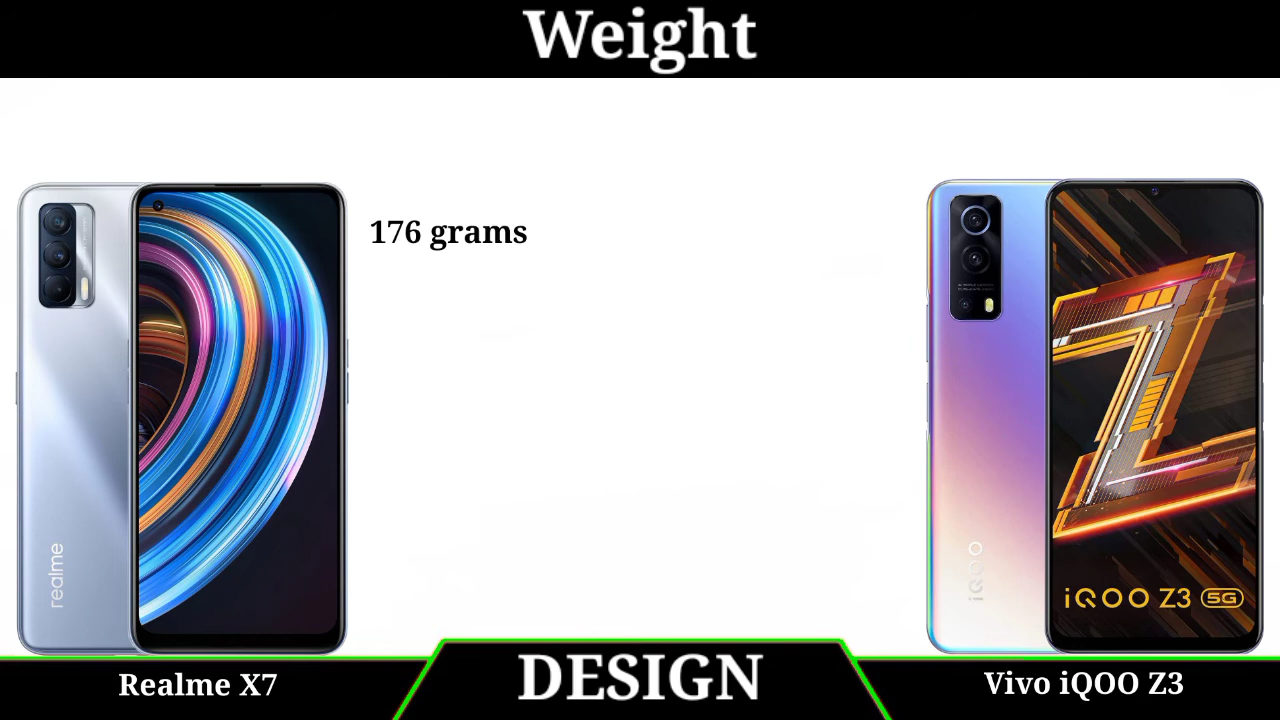 Weight
176 grams
realme
iQOO
iQOO Z3 5G
Realme X7
DESIGN
Vivo iQOO Z3